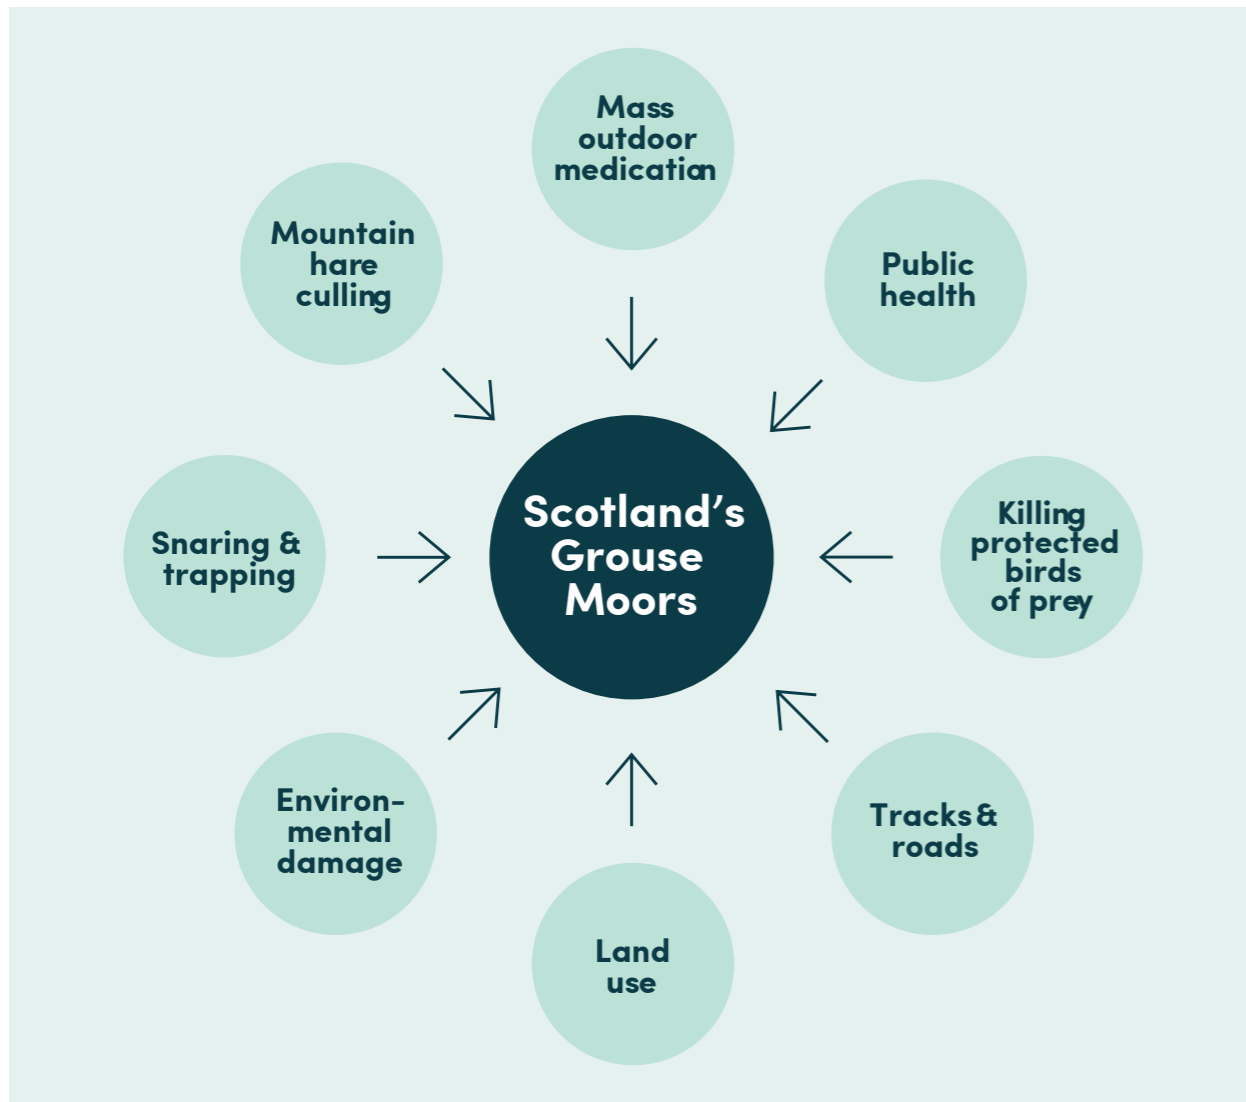 Mass
outdoor
medication
Mountain
hare
culling
Public
health
Snaring &
trapping
Scotland's
Grouse
Moors
Killing
protected
birds
of prey
Environ-
mental
damage
Tracks &
roads
Land
use